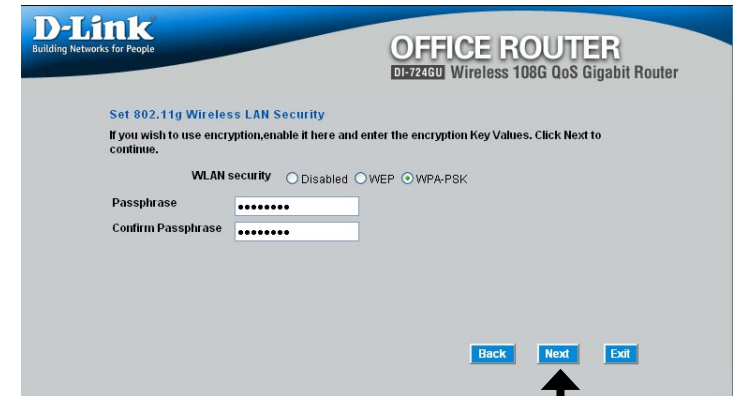 D-Link
Building Networks for People
OFFICE ROUTER
DI-724GU Wireless 108G QoS Gigabit Router
Set 802.11g Wireless LAN Security
If you wish to use encryption,enable it here and enter the encryption Key Values. Click Next to
continue.
WLAN security Disabled WEP WPA-PSK
Passphrase ••••••••
Confirm Passphrase ••••••••
Back Next Exit